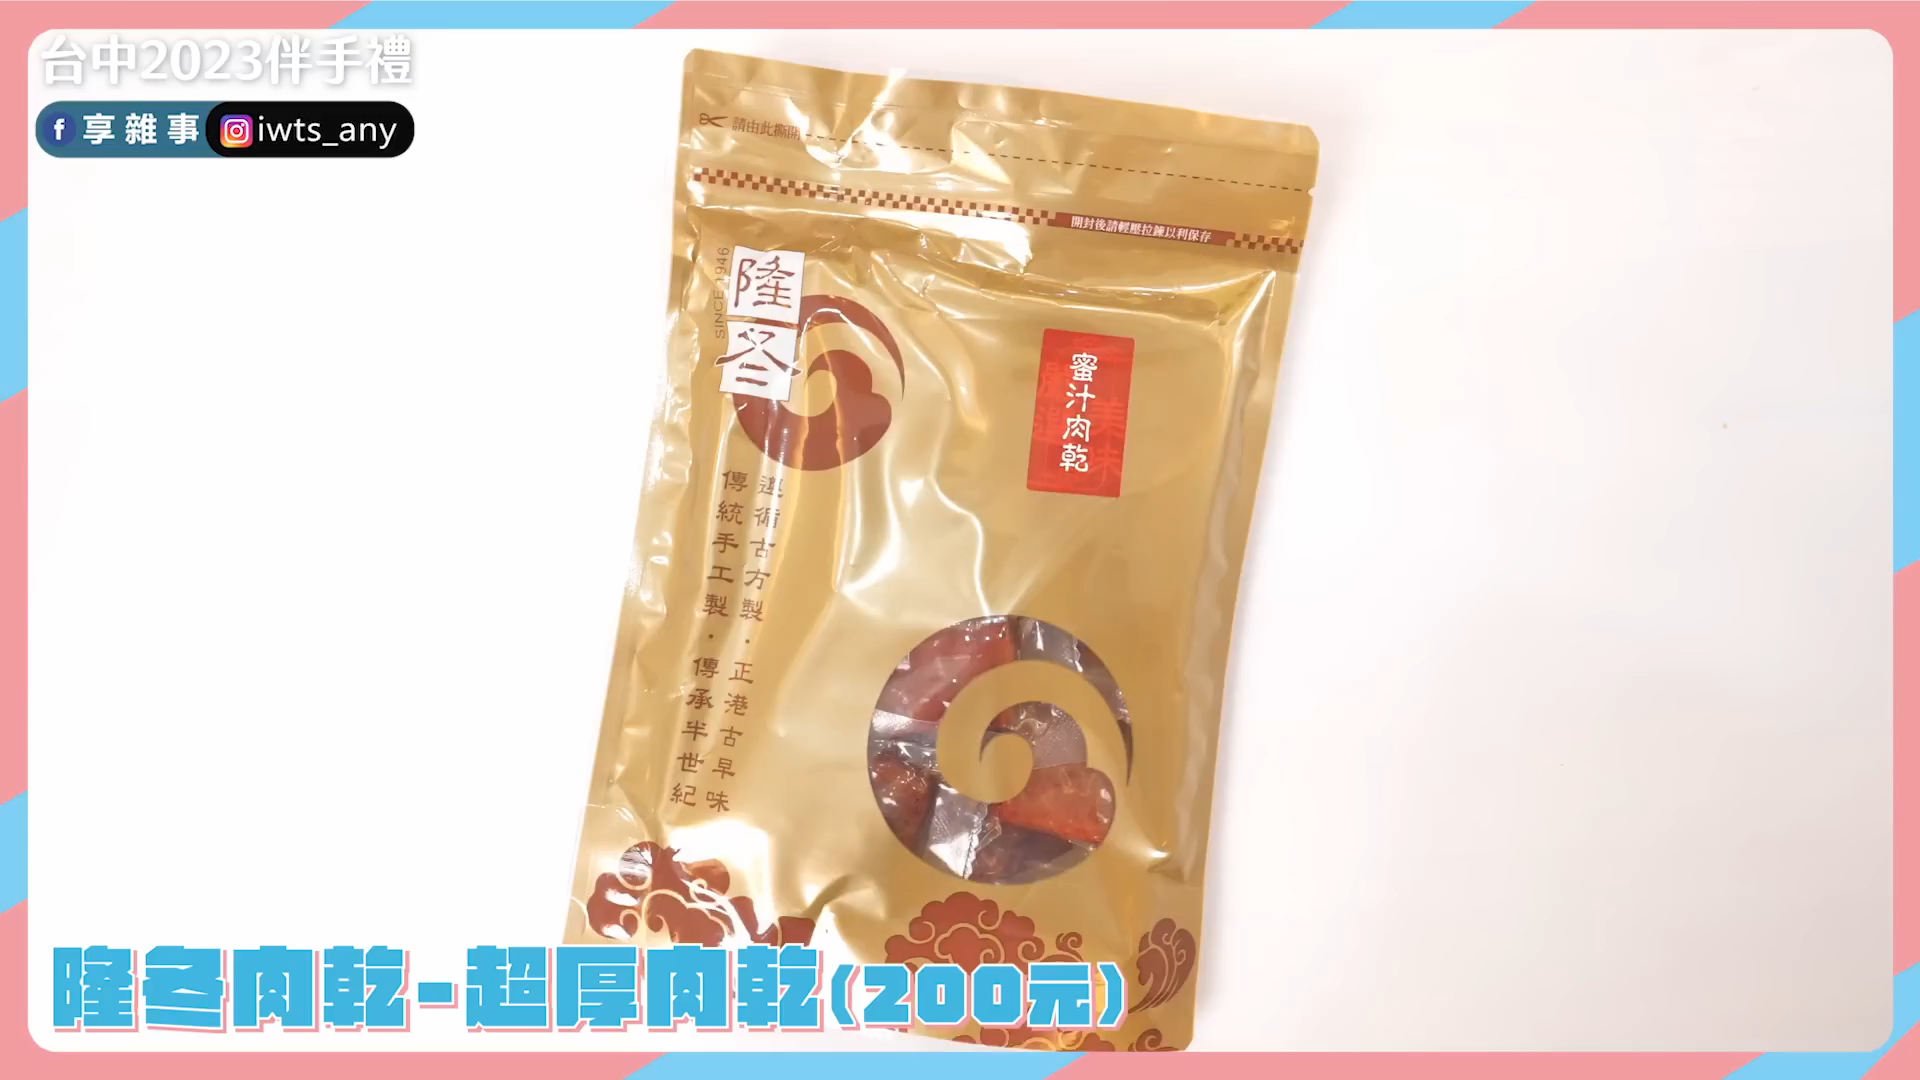 台中2023伴手禮
享雜事
iwts_any
請由此撕開
開封後請輕壓拉鍊以利保存
SINCE 1946
隆冬
蜜汁肉乾
美味
遵循古方製・正港古早味
傳統手工製・傳承半世紀
隆冬肉乾-超厚肉乾(200元)